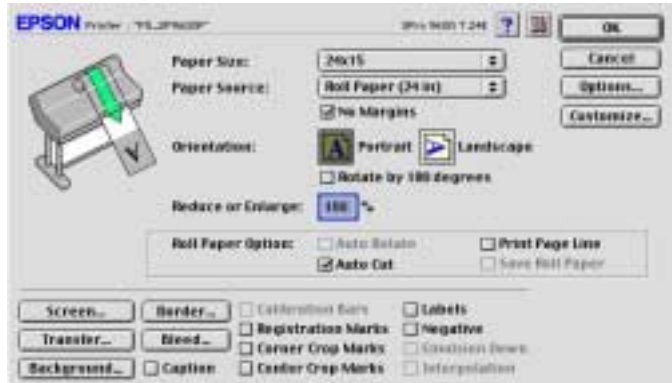 EPSON Printer
OK
Paper Size: 24x15 Cancel
Paper Source: Roll Paper (24 in) Options...
No Margins Customize...
Orientation: A Portrait Landscape
Rotate by 180 degrees
Reduce or Enlarge: 100 %
Roll Paper Option: Auto Rotate Print Page Line
Auto Cut Save Roll Paper
Screen... Border... Calibration Bars Labels
Transfer... Blend... Registration Marks Negative
Corner Crop Marks Emulsion Down
Background... Caption Center Crop Marks Interpolation